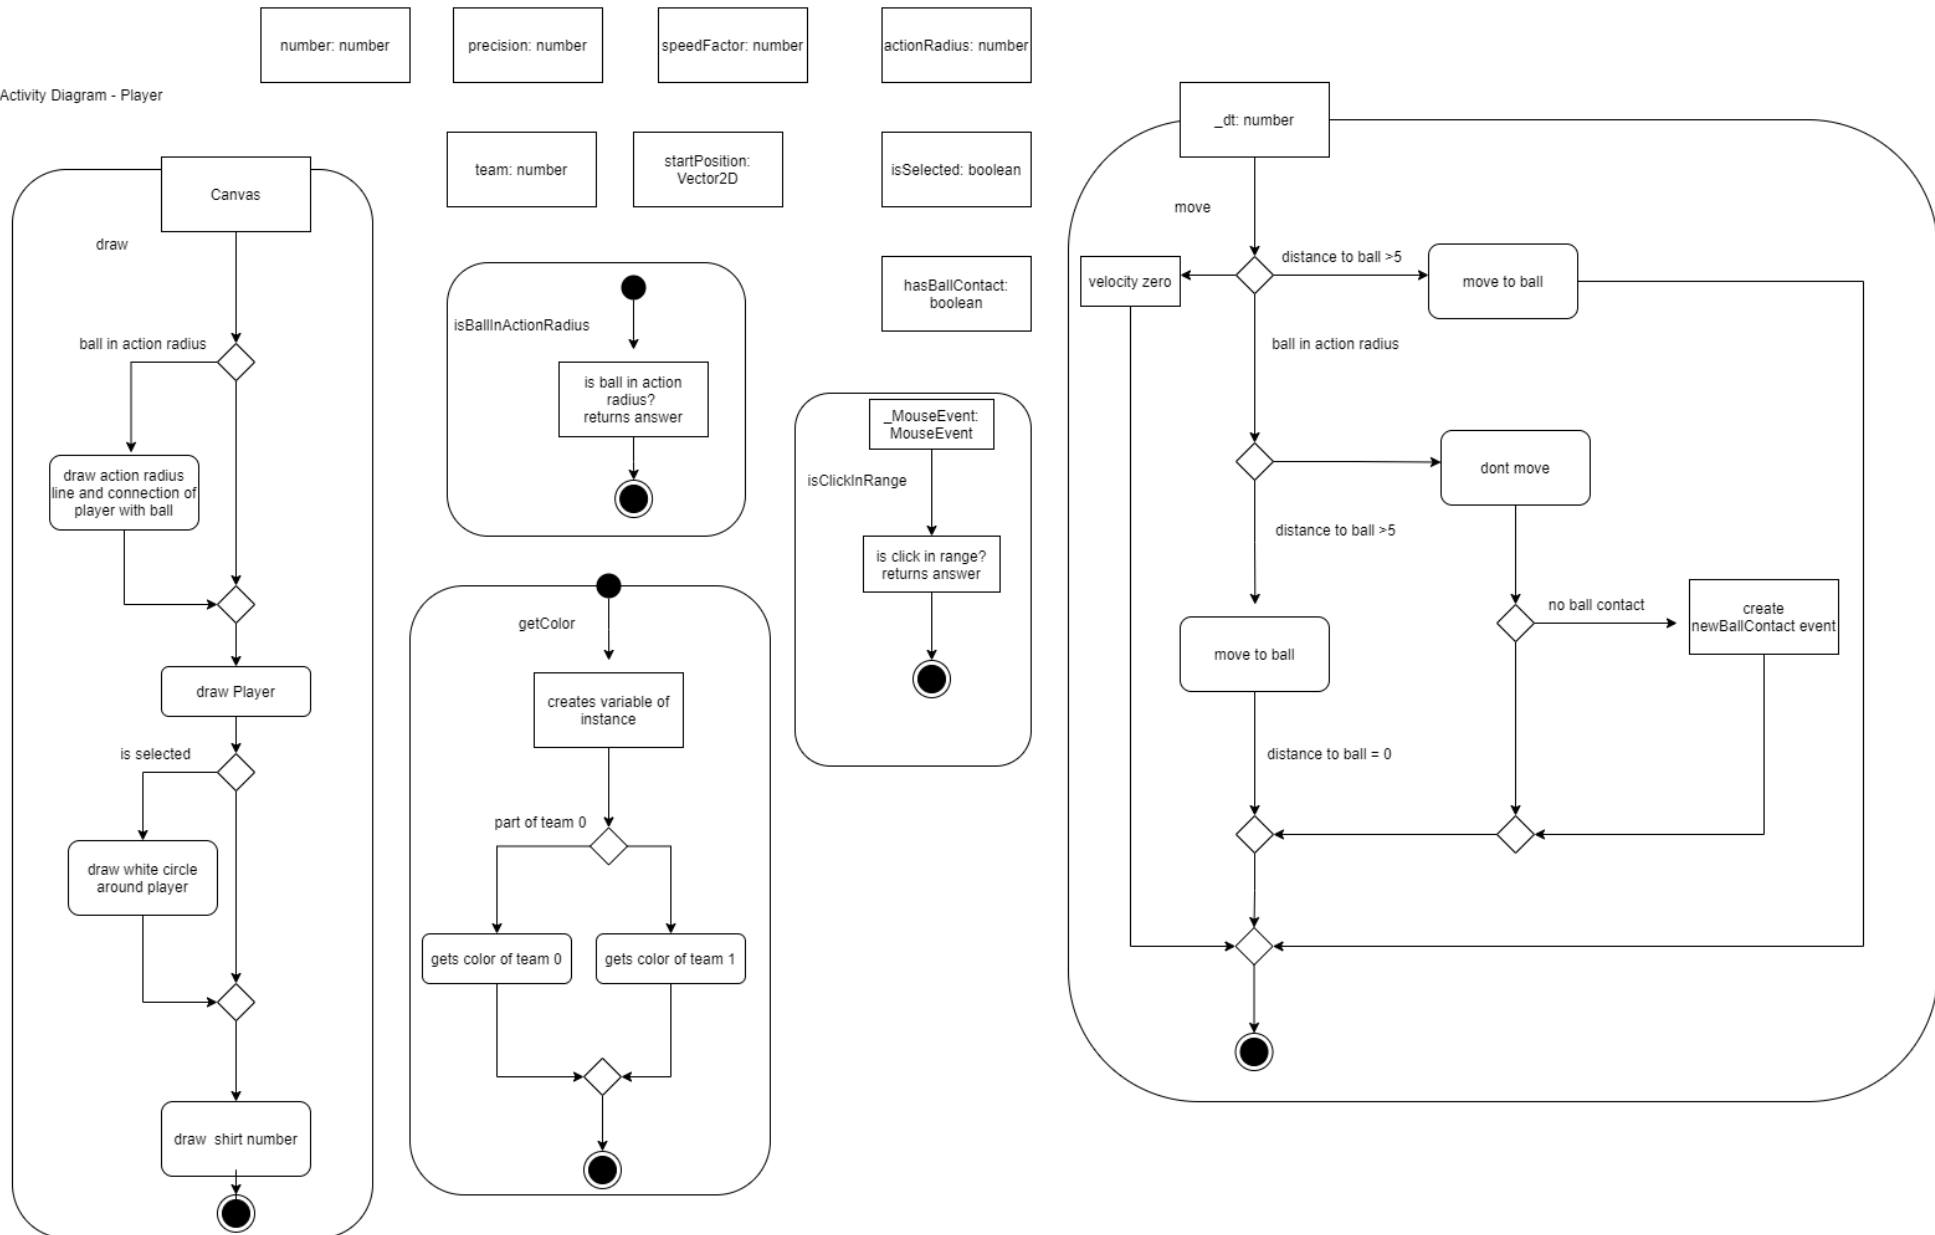 number: number
precision: number
speedFactor: number
actionRadius: number
Activity Diagram - Player
team: number
startPosition:
Vector2D
isSelected: boolean
hasBallContact:
boolean
Canvas
draw
ball in action radius
draw action radius
line and connection of
player with ball
draw Player
is selected
draw white circle
around player
draw  shirt number
isBallInActionRadius
is ball in action
radius?
returns answer
getColor
creates variable of
instance
part of team 0
gets color of team 0
gets color of team 1
_MouseEvent:
MouseEvent
isClickInRange
is click in range?
returns answer
_dt: number
move
velocity zero
distance to ball >5
move to ball
ball in action radius
dont move
distance to ball >5
no ball contact
create
newBallContact event
move to ball
distance to ball = 0